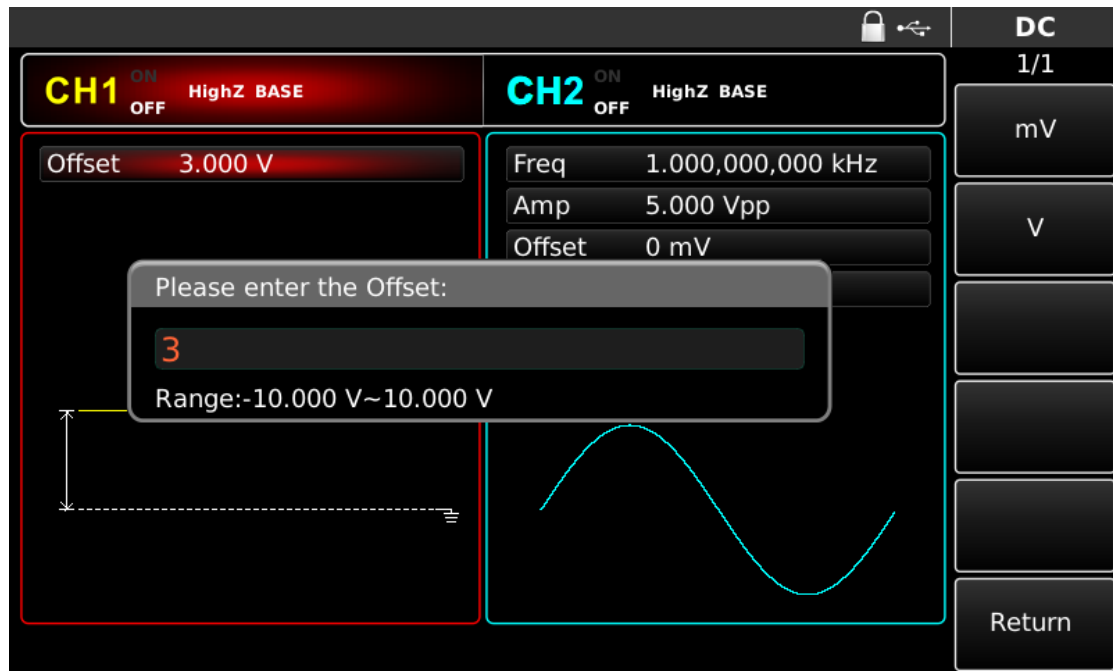 DC
1/1
CH1 ON OFF HighZ BASE
CH2 ON OFF HighZ BASE
Offset 3.000 V
Freq 1.000,000,000 kHz
Amp 5.000 Vpp
Offset 0 mV
Please enter the Offset:
3
Range:-10.000 V~10.000 V
mV
V
Return